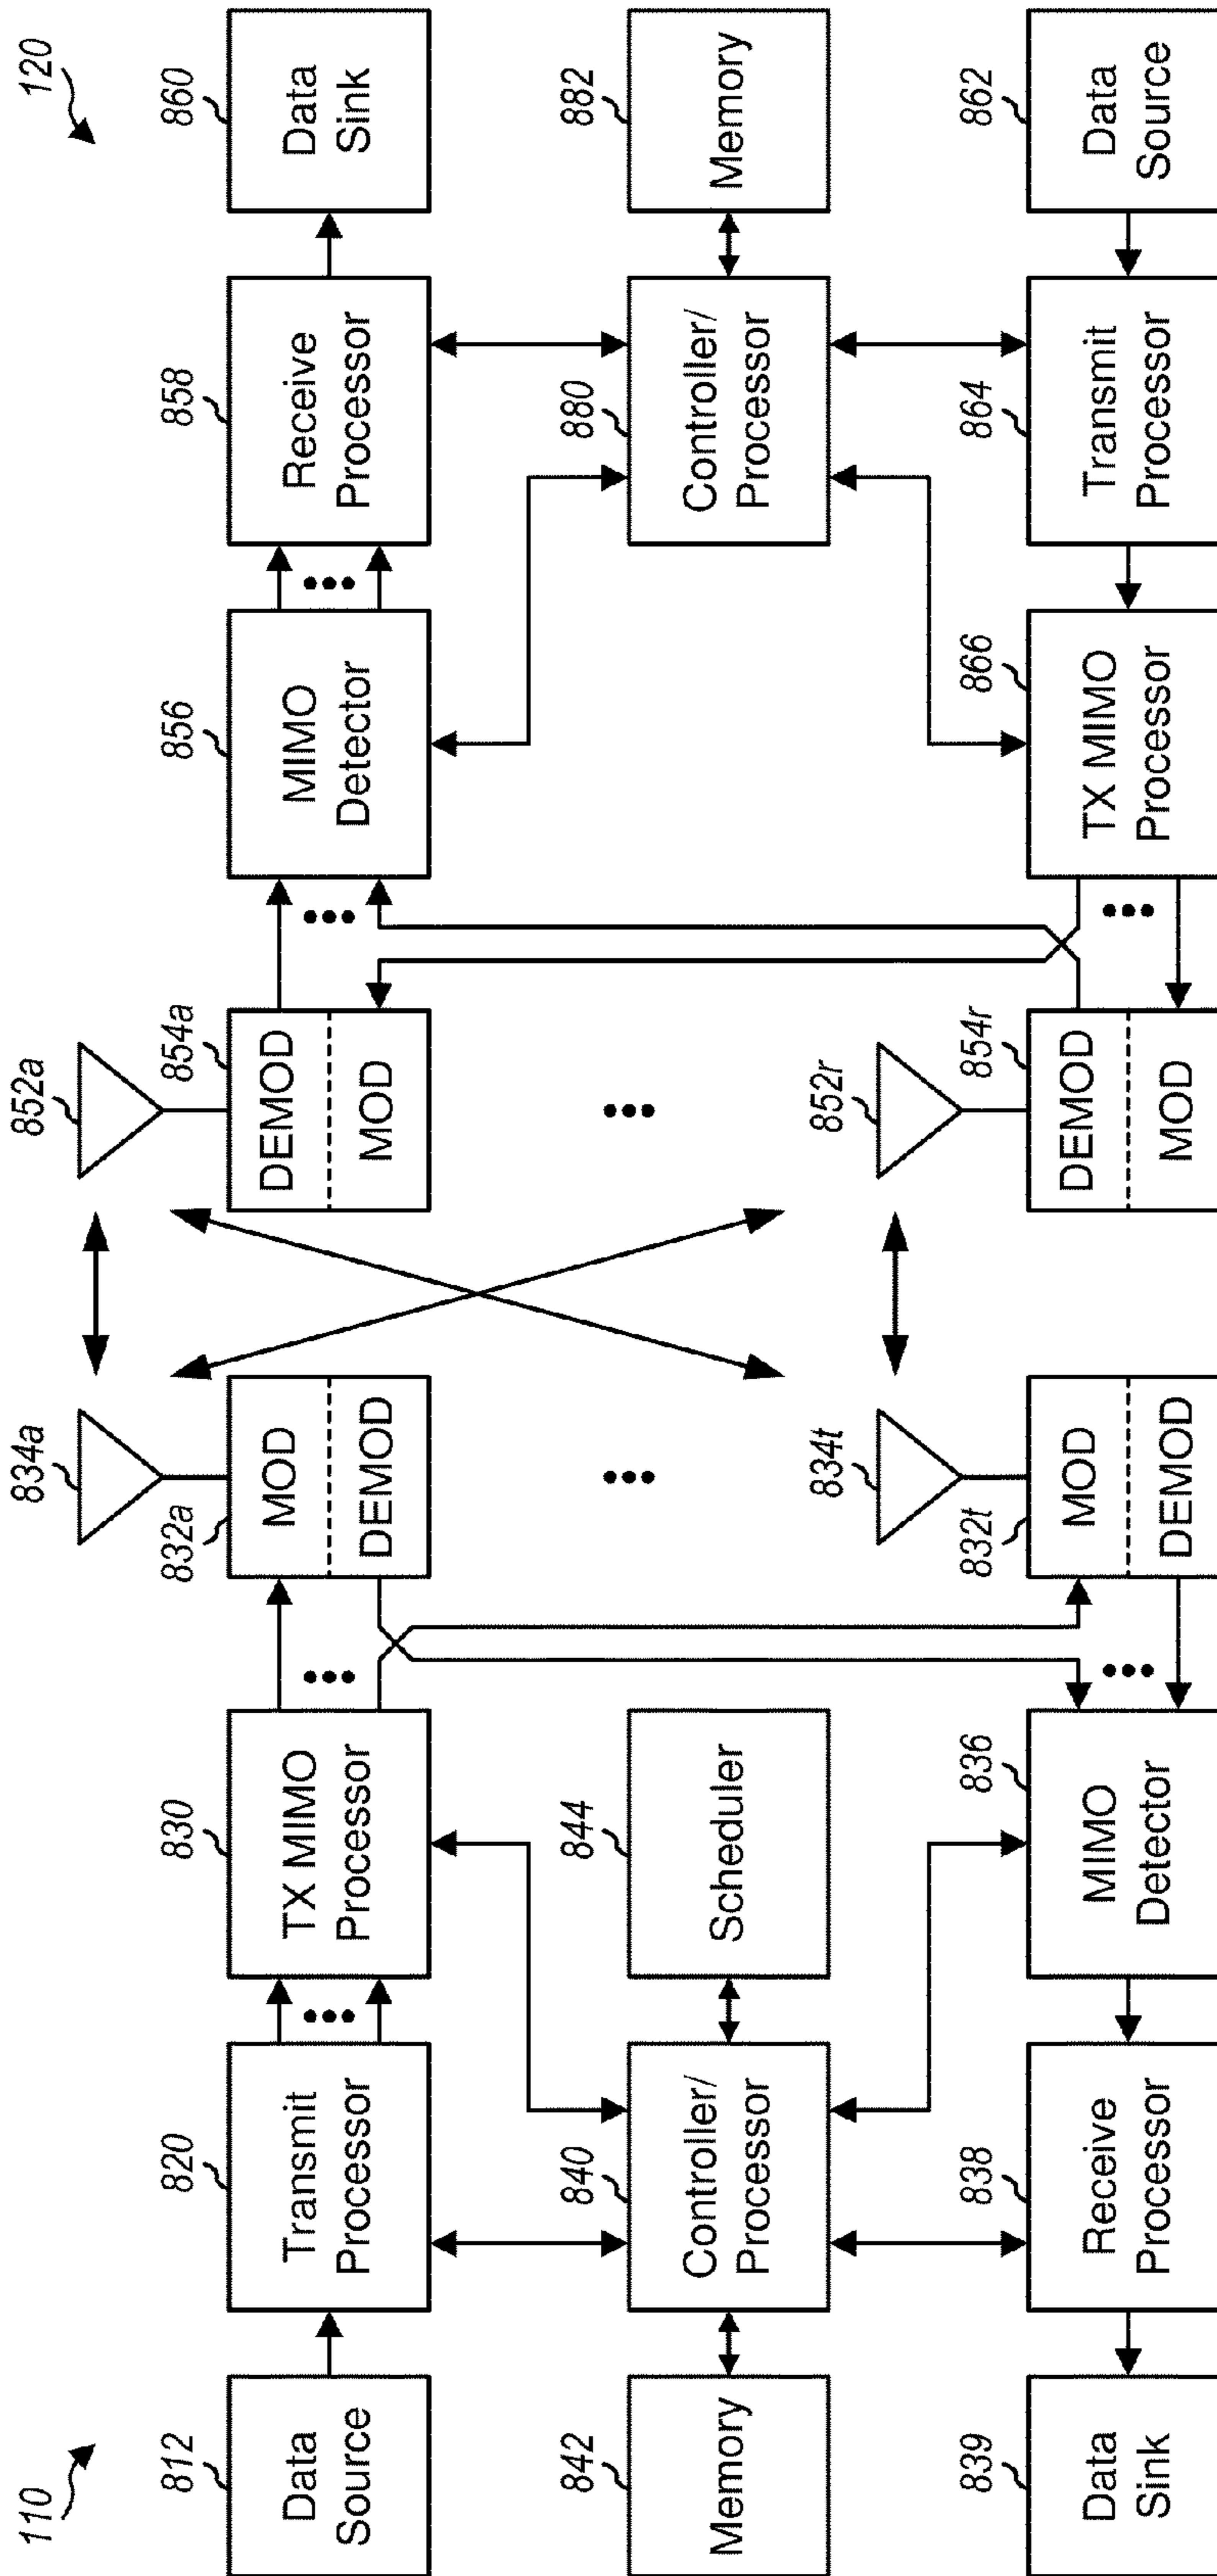 110
120
812
Data
Source
820
Transmit
Processor
830
TX MIMO
Processor
832a
MOD
DEMOD
834a
852a
854a
DEMOD
MOD
856
MIMO
Detector
858
Receive
Processor
860
Data
Sink
842
Memory
840
Controller/
Processor
844
Scheduler
880
Controller/
Processor
882
Memory
839
Data
Sink
838
Receive
Processor
836
MIMO
Detector
832t
MOD
DEMOD
834t
852r
854r
DEMOD
MOD
866
TX MIMO
Processor
864
Transmit
Processor
862
Data
Source